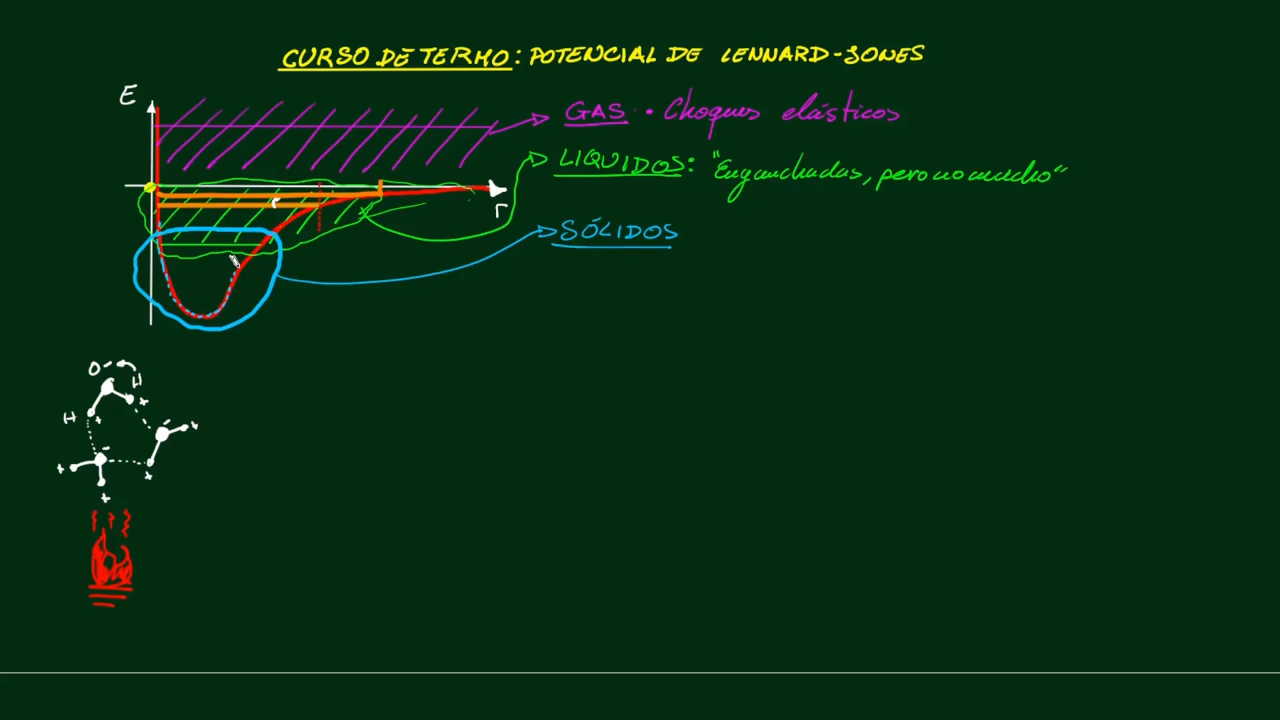 CURSO DE TERMO: POTENCIAL DE LENNARD-JONES
E
GAS • Choques elásticos
LIQUIDOS: "Enganchadas, pero no mucho"
r
r
SÓLIDOS
O -
H
+
H +
- +
-
+ +
+